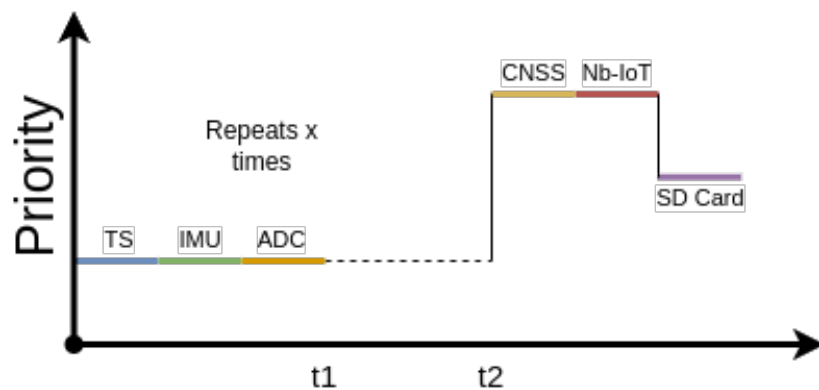 Priority
CNSS Nb-IoT
Repeats x
times
SD Card
TS IMU ADC
t1 t2